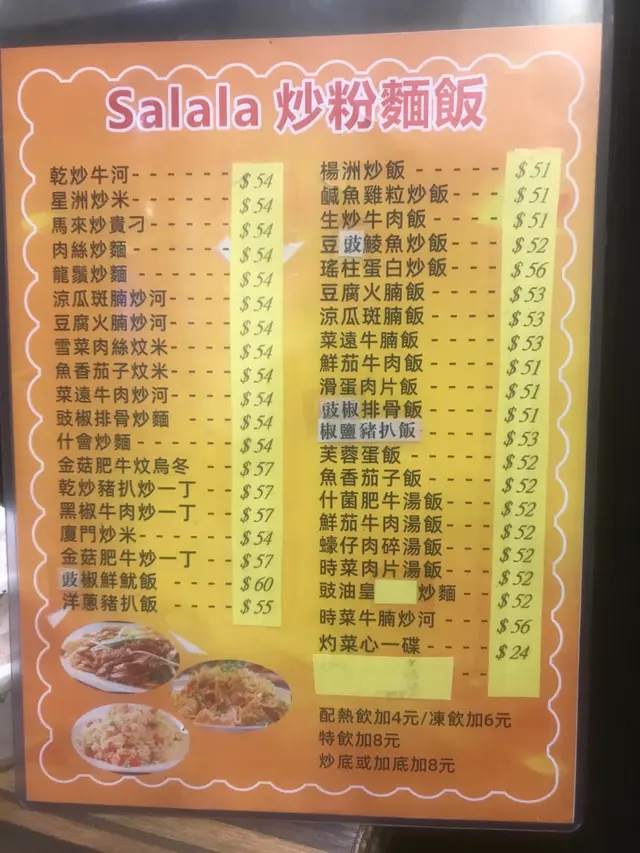 Salala 炒粉麵飯
乾炒牛河- - - - - - $54
星洲炒米- - - - - - $54
馬來炒貴刁- - - - - $54
肉絲炒麵- - - - - - $54
龍鬚炒麵 - - - - - - $54
涼瓜斑腩炒河- - - - $54
豆腐火腩炒河- - - - $54
雪菜肉絲炆米- - - - $54
魚香茄子炆米- - - - $54
菜遠牛肉炒河- - - - $54
豉椒排骨炒麵 - - - - $54
什會炒麵- - - - - - $54
金菇肥牛炆烏冬 - - $57
乾炒豬扒炒一丁 - - $57
黑椒牛肉炒一丁 - - $57
廈門炒米- - - - - - $54
金菇肥牛炒一丁 - - $57
豉椒鮮魷飯 - - - - $60
洋蔥豬扒飯 - - - - $55
楊洲炒飯 - - - - - $51
鹹魚雞粒炒飯- - - $51
生炒牛肉飯 - - - - $51
豆豉鯪魚炒飯- - - $52
瑤柱蛋白炒飯- - - $56
豆腐火腩飯 - - - - $53
涼瓜斑腩飯 - - - - $53
菜遠牛腩飯 - - - - $53
鮮茄牛肉飯 - - - - $51
滑蛋肉片飯 - - - - $51
豉椒排骨飯 - - - - $51
椒鹽豬扒飯 - - - - $53
芙蓉蛋飯 - - - - - $52
魚香茄子飯 - - - - $52
什菌肥牛湯飯- - - $52
鮮茄牛肉湯飯- - - $52
蠔仔肉碎湯飯- - - $52
時菜肉片湯飯- - - $52
豉油皇 炒麵 - - - $52
時菜牛腩炒河 - - - $56
灼菜心一碟- - - - $24
配熱飲加4元/凍飲加6元
特飲加8元
炒底或加底加8元